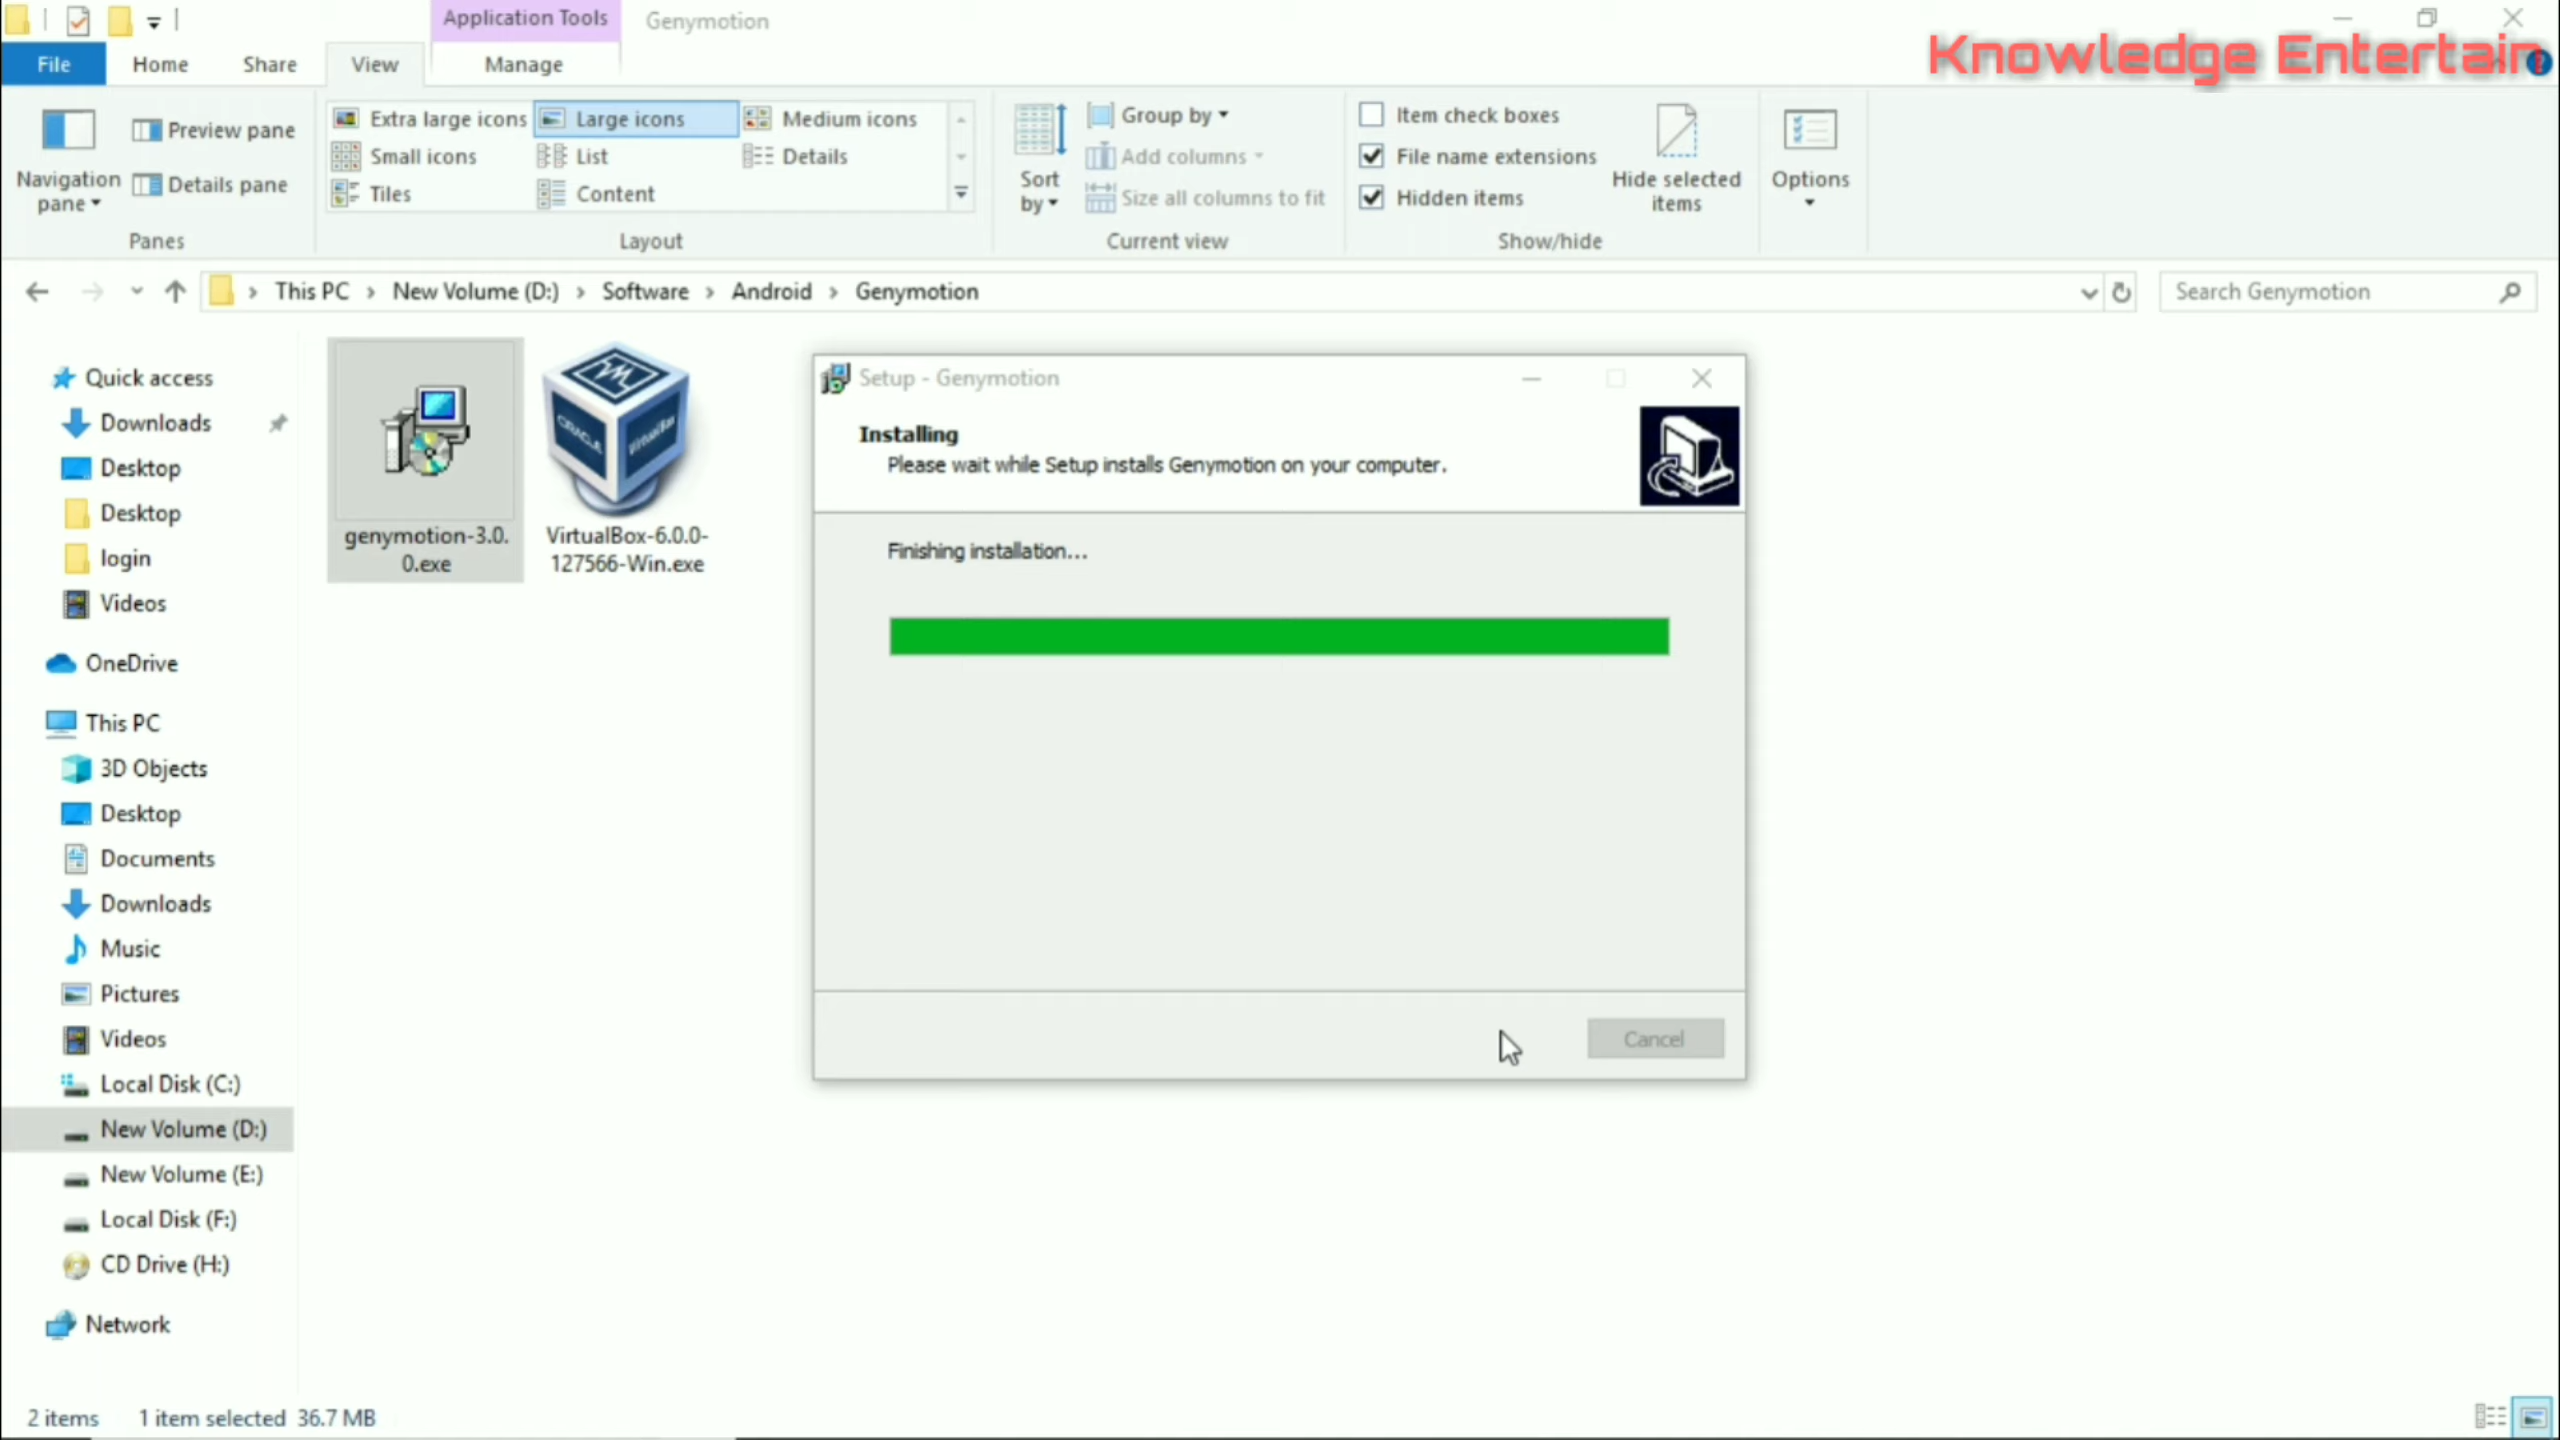 Application Tools
Genymotion
Knowledge Entertain
File
Home
Share
View
Manage
Navigation pane
Preview pane
Details pane
Panes
Extra large icons
Large icons
Medium icons
Small icons
List
Details
Tiles
Content
Layout
Sort by
Group by
Add columns
Size all columns to fit
Current view
Item check boxes
File name extensions
Hidden items
Hide selected items
Show/hide
Options
This PC
New Volume (D:)
Software
Android
Genymotion
Search Genymotion
Quick access
Downloads
Desktop
Desktop
login
Videos
OneDrive
This PC
3D Objects
Desktop
Documents
Downloads
Music
Pictures
Videos
Local Disk (C:)
New Volume (D:)
New Volume (E:)
Local Disk (F:)
CD Drive (H:)
Network
genymotion-3.0.
0.exe
ORACLE
VirtualBox
VirtualBox-6.0.0-
127566-Win.exe
Setup - Genymotion
Installing
Please wait while Setup installs Genymotion on your computer.
Finishing installation...
Cancel
2 items
1 item selected 36.7 MB